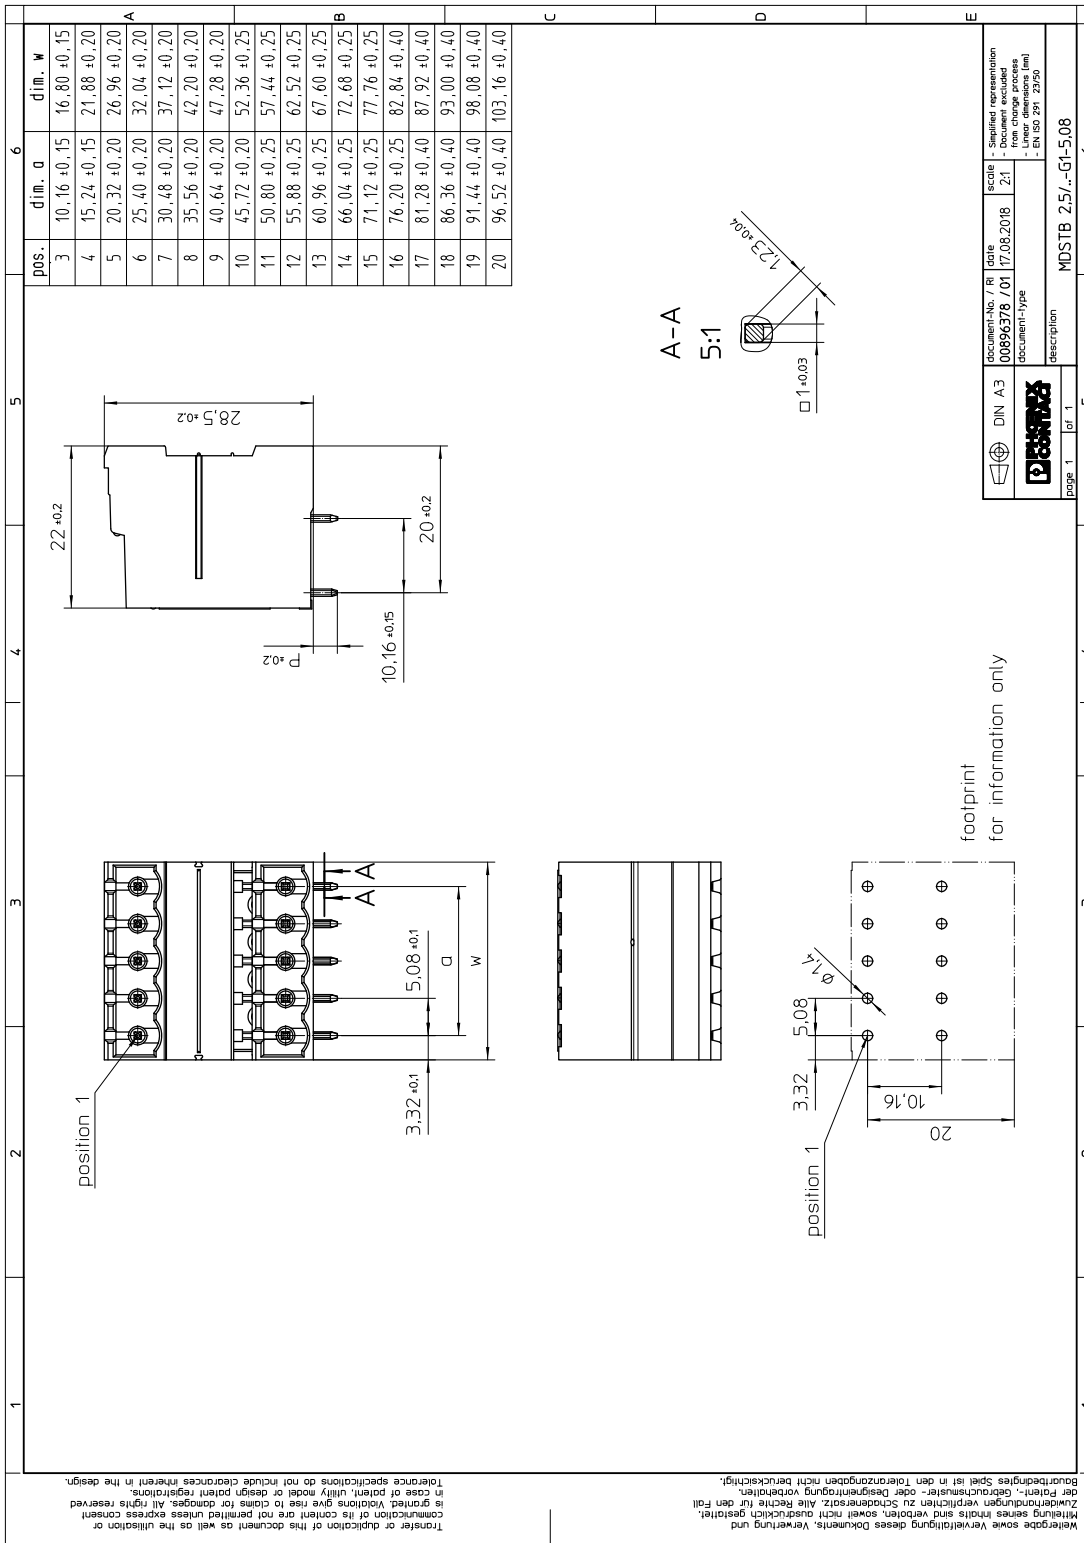 1
2
3
4
5
6
A
B
C
D
E
pos. dim. a dim. w
3 10,16 ±0,15 16,80 ±0,15
4 15,24 ±0,15 21,88 ±0,20
5 20,32 ±0,20 26,96 ±0,20
6 25,40 ±0,20 32,04 ±0,20
7 30,48 ±0,20 37,12 ±0,20
8 35,56 ±0,20 42,20 ±0,20
9 40,64 ±0,20 47,28 ±0,20
10 45,72 ±0,20 52,36 ±0,25
11 50,80 ±0,25 57,44 ±0,25
12 55,88 ±0,25 62,52 ±0,25
13 60,96 ±0,25 67,60 ±0,25
14 66,04 ±0,25 72,68 ±0,25
15 71,12 ±0,25 77,76 ±0,25
16 76,20 ±0,25 82,84 ±0,40
17 81,28 ±0,40 87,92 ±0,40
18 86,36 ±0,40 93,00 ±0,40
19 91,44 ±0,40 98,08 ±0,40
20 96,52 ±0,40 103,16 ±0,40
position 1
A
A
3,32 ±0,1
5,08 ±0,1
a
w
22 ±0,2
28,5 ±0,2
P ±0,2
10,16 ±0,15
20 ±0,2
A-A
5:1
1,23 ±0,04
□ 1 ±0,03
position 1
3,32
5,08
Ø 1,4
10,16
20
footprint
for information only
DIN A3
PHOENIX
CONTACT
page 1 of 1
document-No. / RI
00896378 / 01
date
17.08.2018
scale
2:1
- Simplified representation
- Document excluded
from change process
- Linear dimensions [mm]
- EN ISO 291 23/50
document-type
description
MDSTB 2,5/..-G1-5,08
Transfer or duplication of this document as well as the utilisation or
communication of its content are not permitted unless express consent
is granted. Violations give rise to claims for damages. All rights reserved
in case of patent, utility model or design patent registrations.
Tolerance specifications do not include clearances inherent in the design.
Weitergabe sowie Vervielfältigung dieses Dokuments, Verwertung und
Mitteilung seines Inhalts sind verboten, soweit nicht ausdrücklich gestattet.
Zuwiderhandlungen verpflichten zu Schadenersatz. Alle Rechte für den Fall
der Patent-, Gebrauchsmuster- oder Designeintragung vorbehalten.
Bauartbedingtes Spiel ist in den Toleranzangaben nicht berücksichtigt.